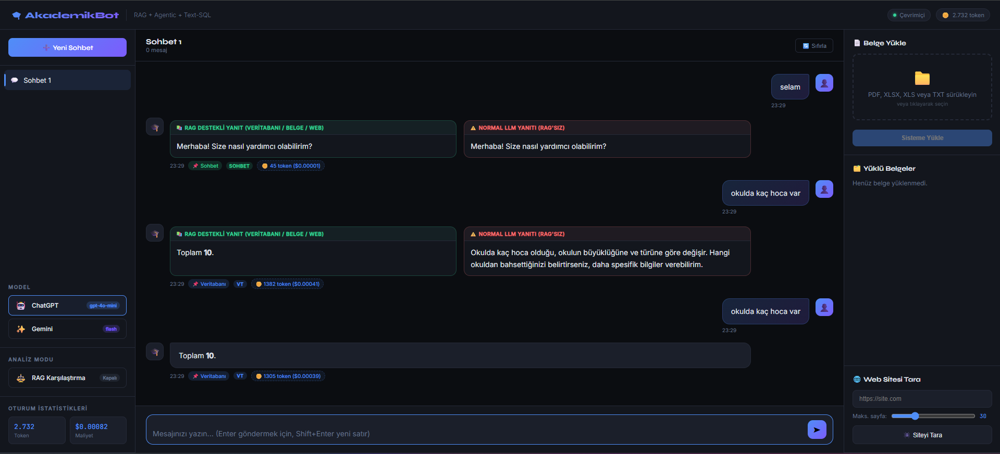 AkademikBot
RAG + Agentic + Text-SQL
Çevrimiçi
2.732 token
Yeni Sohbet
Sohbet 1
MODEL
ChatGPT
gpt-4o-mini
Gemini
flash
ANALİZ MODU
RAG Karşılaştırma
Kapalı
OTURUM İSTATİSTİKLERİ
2.732
Token
$0.00082
Maliyet
Sohbet 1
0 mesaj
Sıfırla
selam
23:29
RAG DESTEKLİ YANIT (VERİTABANI / BELGE / WEB)
Merhaba! Size nasıl yardımcı olabilirim?
NORMAL LLM YANITI (RAG'SIZ)
Merhaba! Size nasıl yardımcı olabilirim?
23:29
Sohbet
SOHBET
45 token ($0.00001)
okulda kaç hoca var
23:29
RAG DESTEKLİ YANIT (VERİTABANI / BELGE / WEB)
Toplam 10.
NORMAL LLM YANITI (RAG'SIZ)
Okulda kaç hoca olduğu, okulun büyüklüğüne ve türüne göre değişir. Hangi
okuldan bahsettiğinizi belirtirseniz, daha spesifik bilgiler verebilirim.
23:29
Veritabanı
VT
1382 token ($0.00041)
okulda kaç hoca var
23:29
Toplam 10.
23:29
Veritabanı
VT
1305 token ($0.00039)
Mesajınızı yazın... (Enter göndermek için, Shift+Enter yeni satır)
Belge Yükle
PDF, XLSX, XLS veya TXT sürükleyin
veya tıklayarak seçin
Sisteme Yükle
Yüklü Belgeler
Henüz belge yüklenmedi.
Web Sitesi Tara
https://site.com
Maks. sayfa:
30
Siteyi Tara